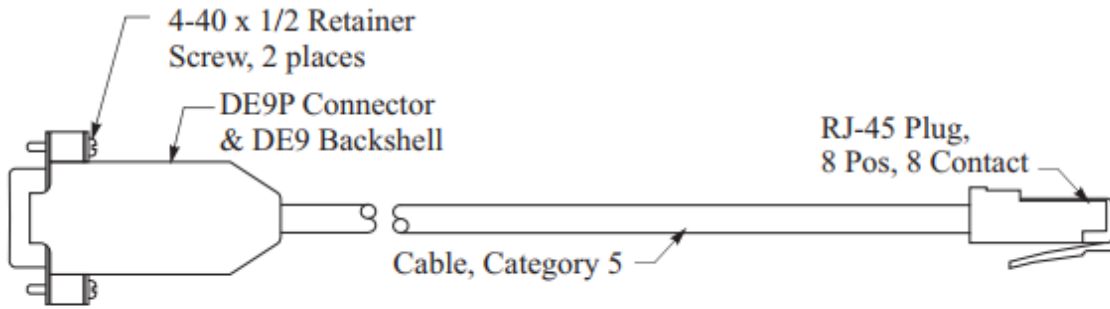 4-40 x 1/2 Retainer
Screw, 2 places
DE9P Connector
& DE9 Backshell
RJ-45 Plug,
8 Pos, 8 Contact
Cable, Category 5